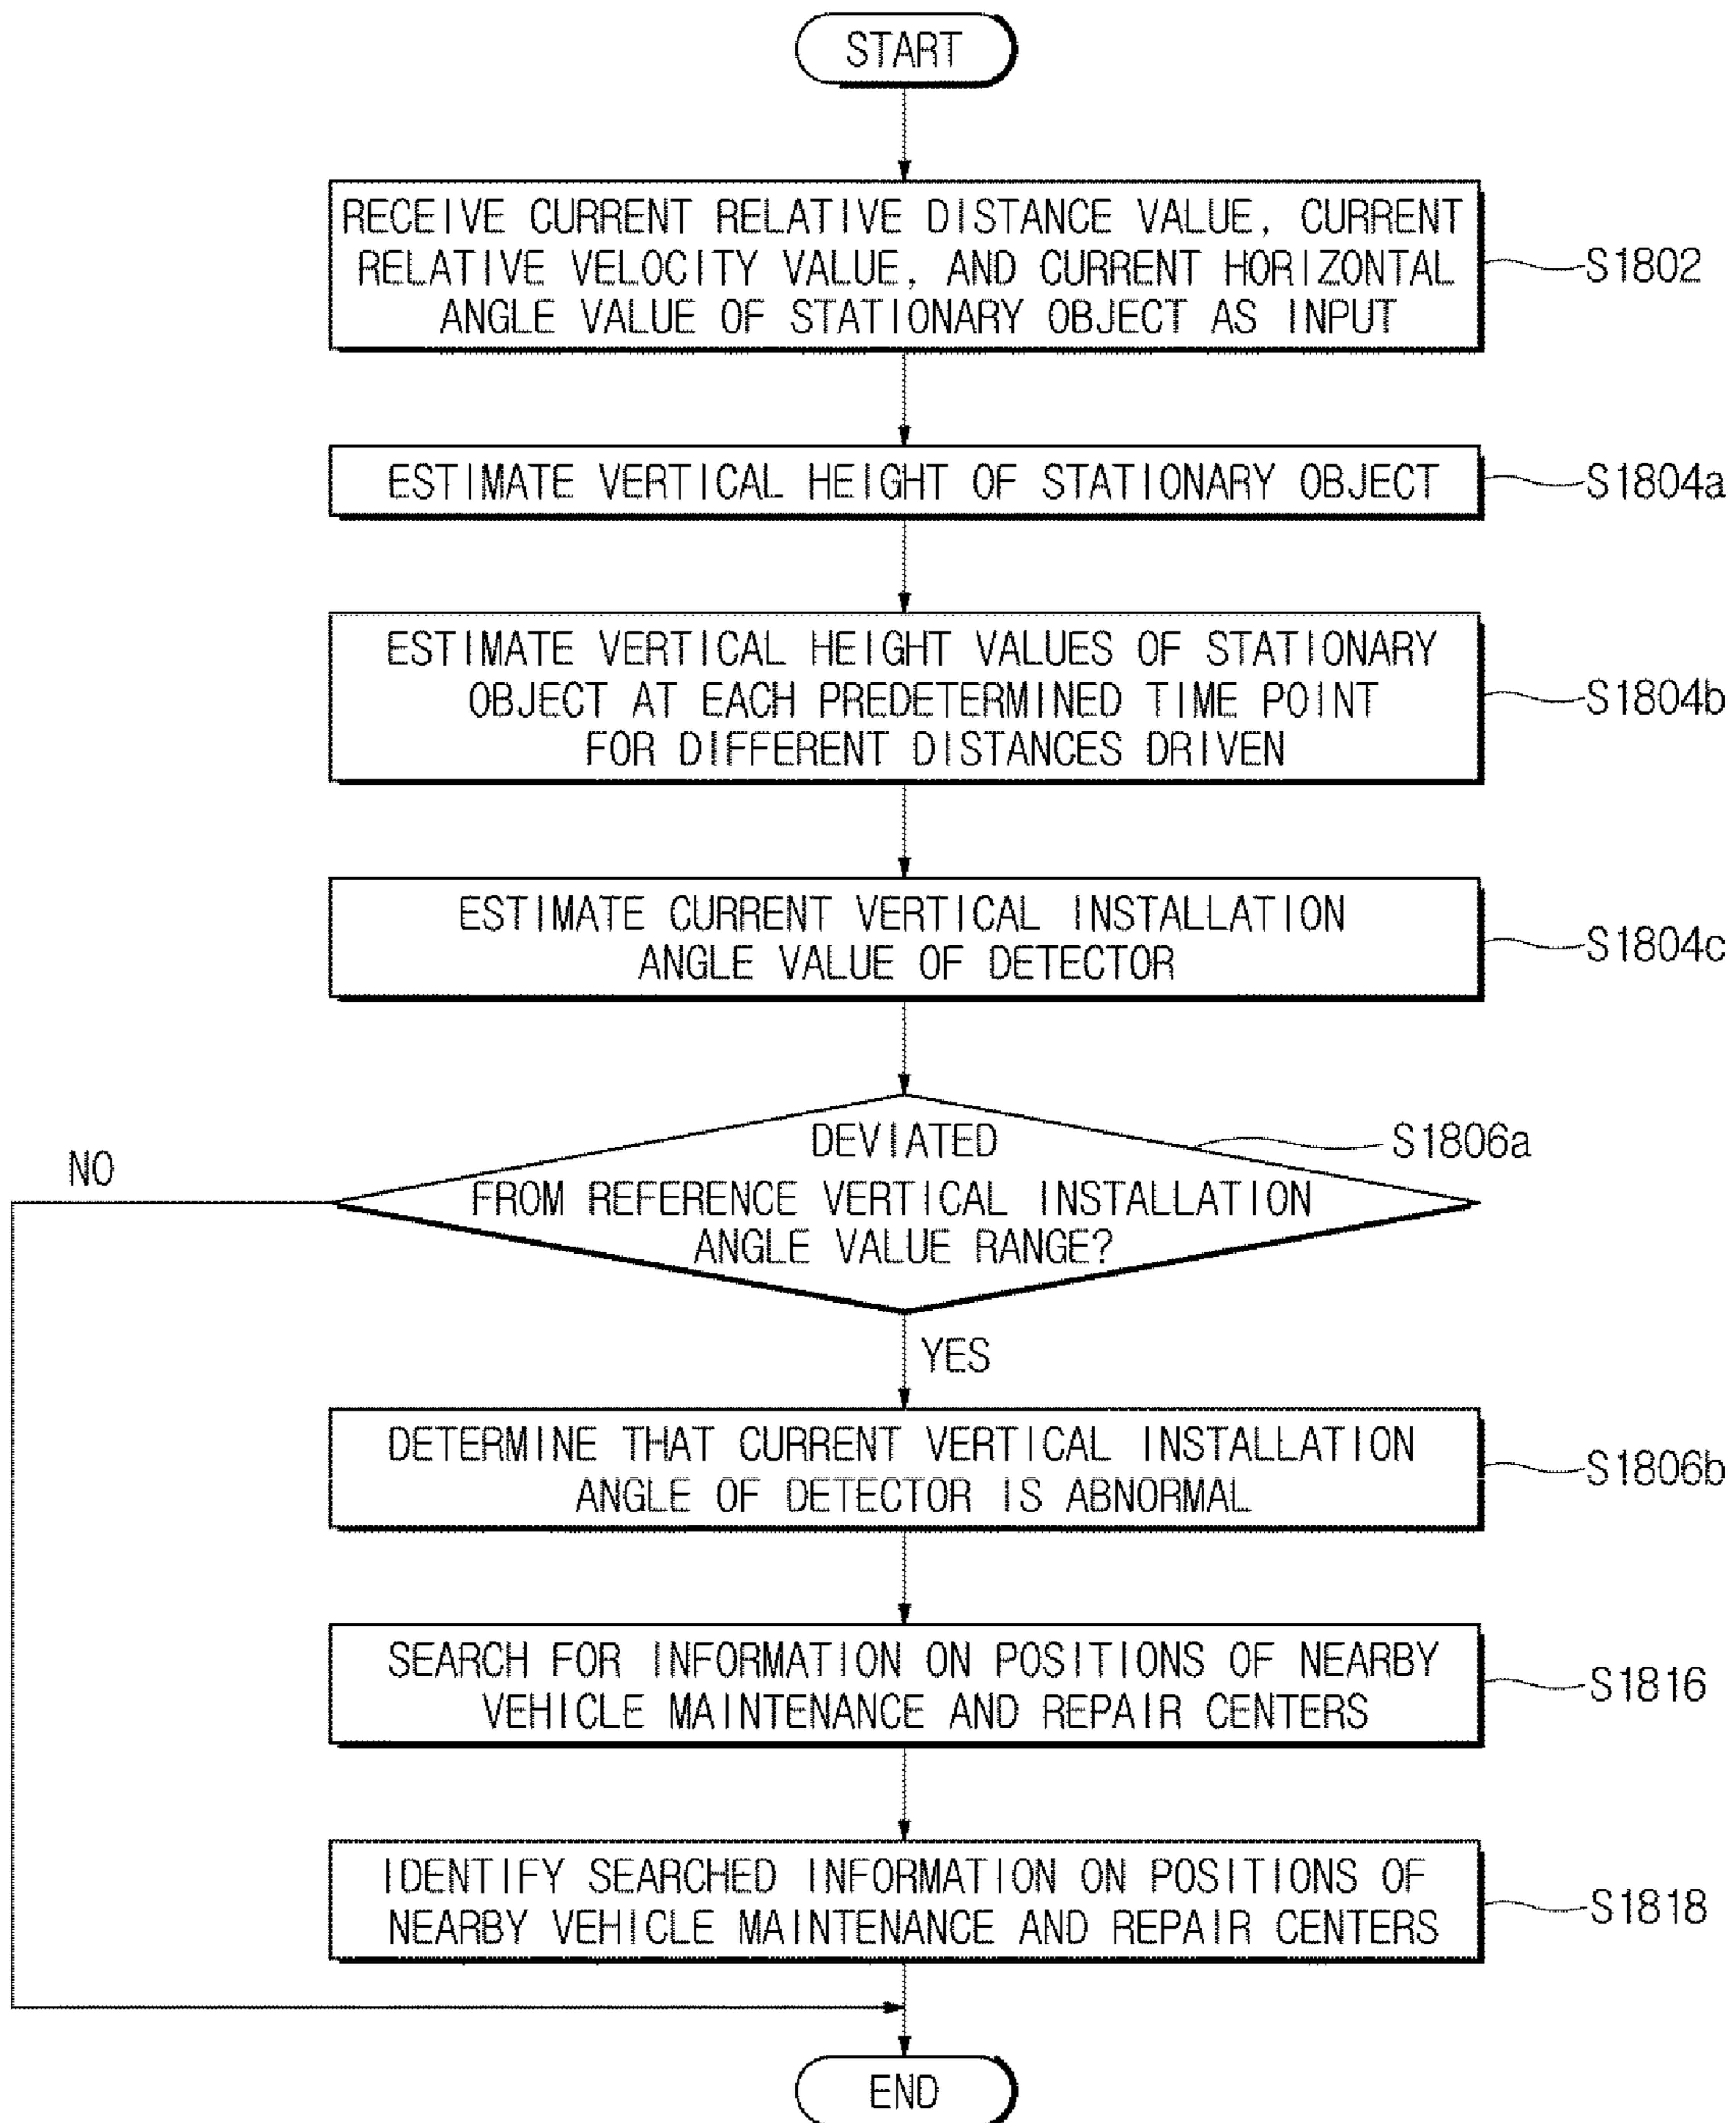 START
RECEIVE CURRENT RELATIVE DISTANCE VALUE, CURRENT
RELATIVE VELOCITY VALUE, AND CURRENT HORIZONTAL
ANGLE VALUE OF STATIONARY OBJECT AS INPUT
S1802
ESTIMATE VERTICAL HEIGHT OF STATIONARY OBJECT
S1804a
ESTIMATE VERTICAL HEIGHT VALUES OF STATIONARY
OBJECT AT EACH PREDETERMINED TIME POINT
FOR DIFFERENT DISTANCES DRIVEN
S1804b
ESTIMATE CURRENT VERTICAL INSTALLATION
ANGLE VALUE OF DETECTOR
S1804c
DEVIATED
FROM REFERENCE VERTICAL INSTALLATION
ANGLE VALUE RANGE?
S1806a
NO
YES
DETERMINE THAT CURRENT VERTICAL INSTALLATION
ANGLE OF DETECTOR IS ABNORMAL
S1806b
SEARCH FOR INFORMATION ON POSITIONS OF NEARBY
VEHICLE MAINTENANCE AND REPAIR CENTERS
S1816
IDENTIFY SEARCHED INFORMATION ON POSITIONS OF
NEARBY VEHICLE MAINTENANCE AND REPAIR CENTERS
S1818
END